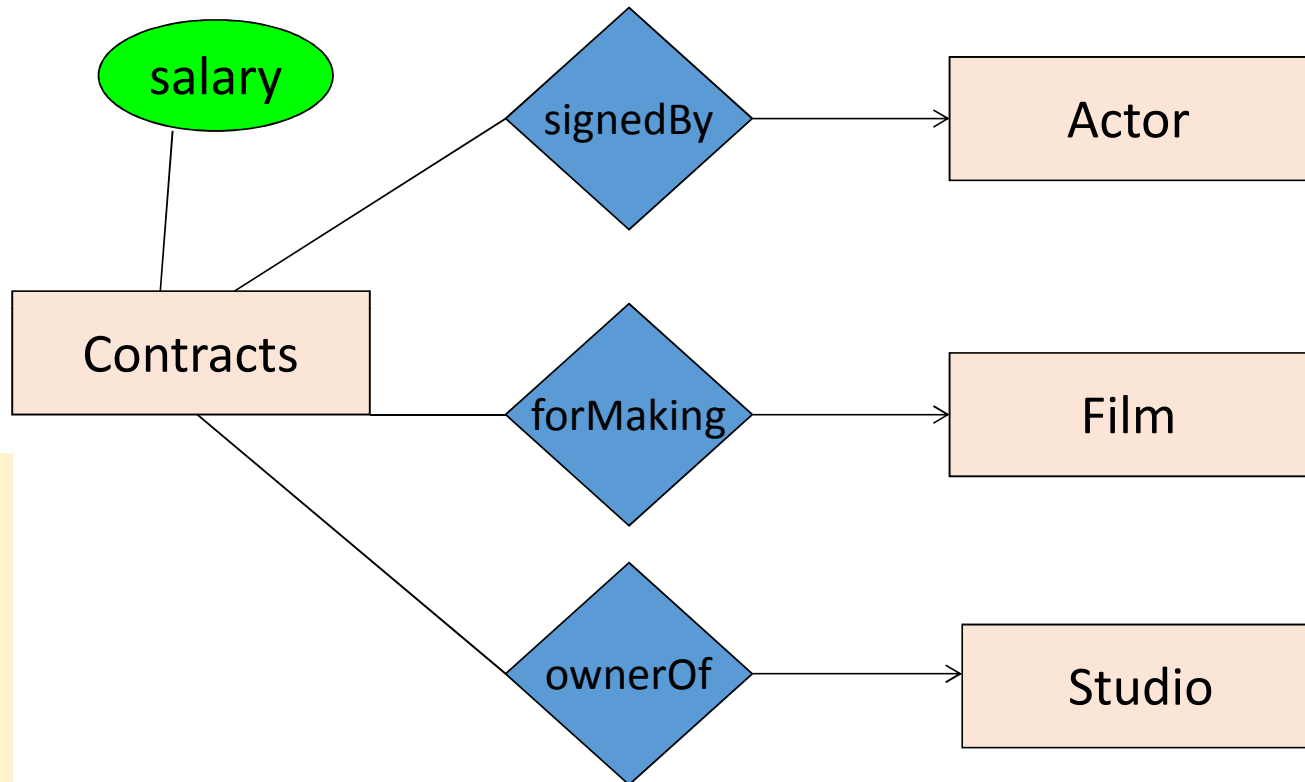 salary
signedBy
Actor
Contracts
forMaking
Film
ownerOf
Studio